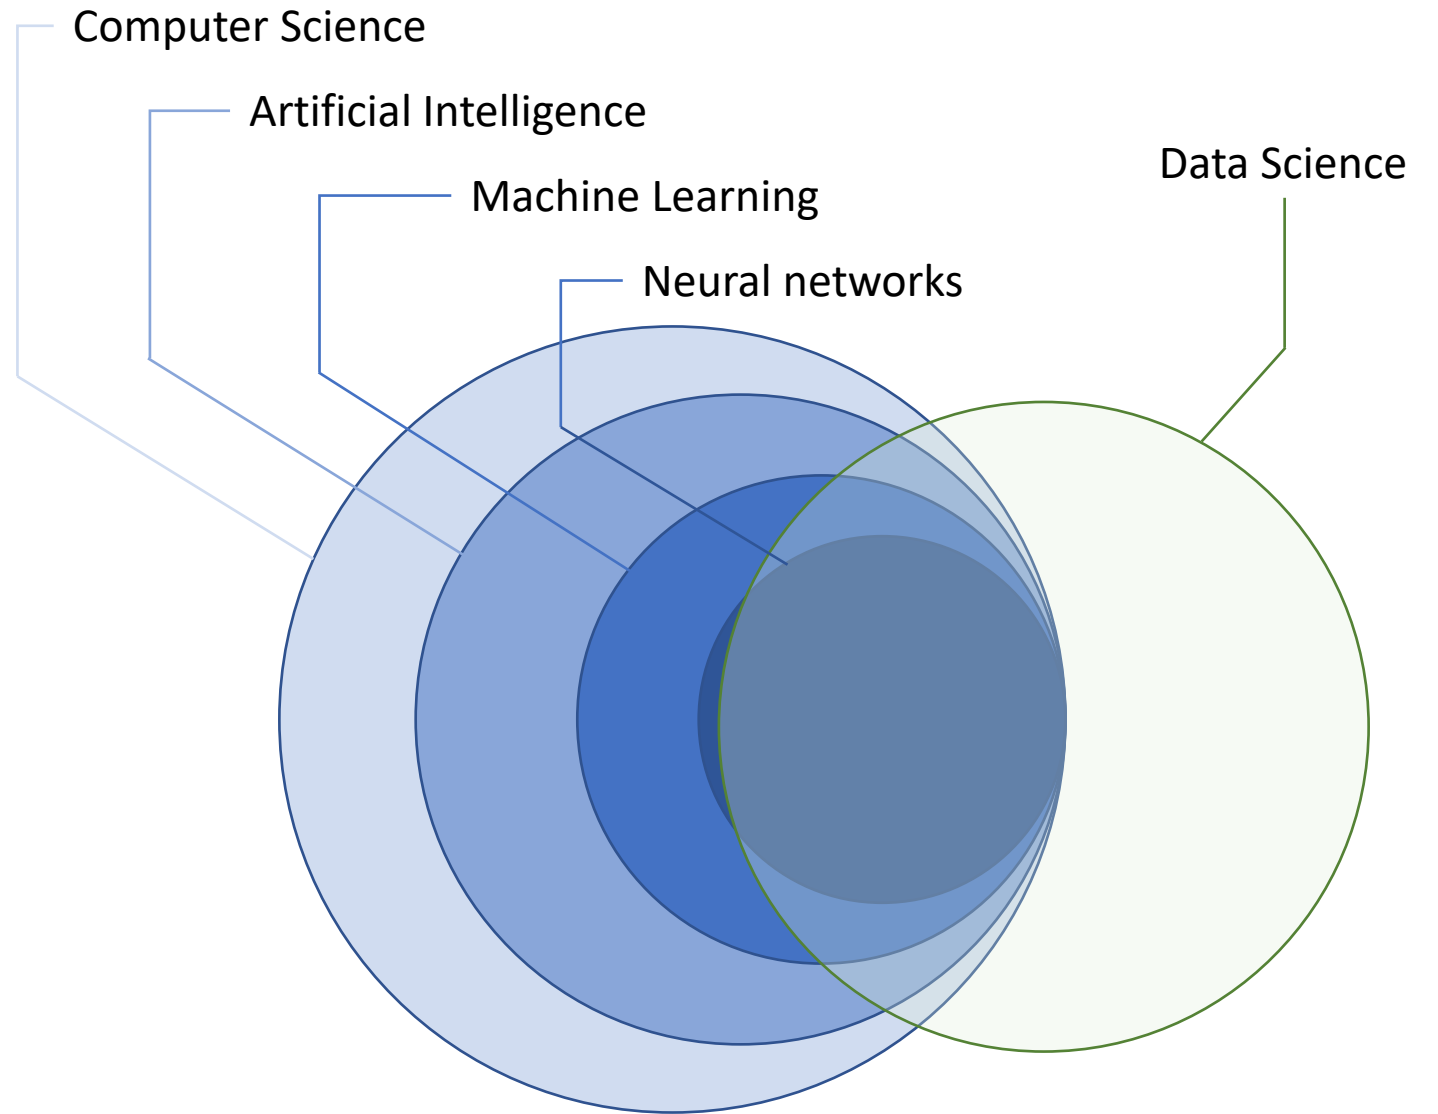 Computer Science
Artificial Intelligence
Data Science
Machine Learning
Neural networks